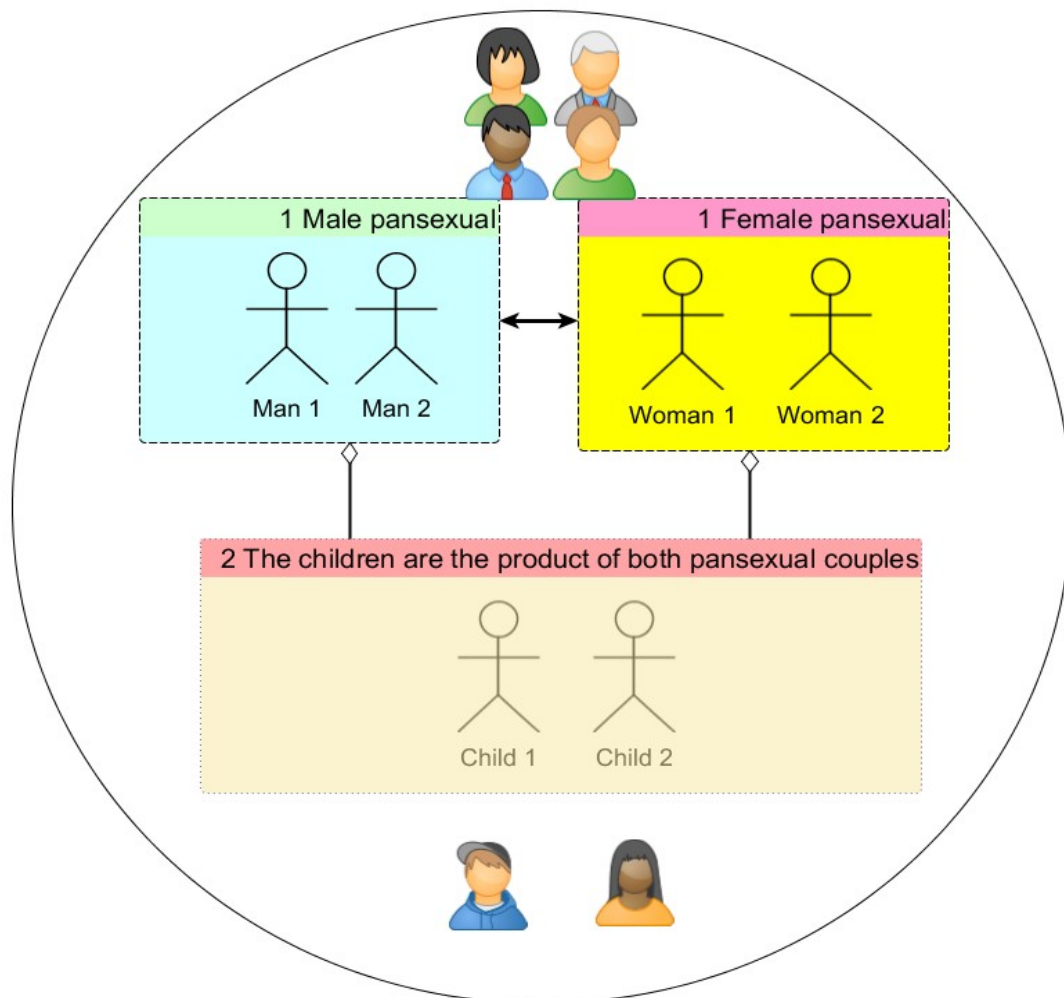 1 Male pansexual
1 Female pansexual
Man 1
Man 2
Woman 1
Woman 2
2 The children are the product of both pansexual couples
Child 1
Child 2